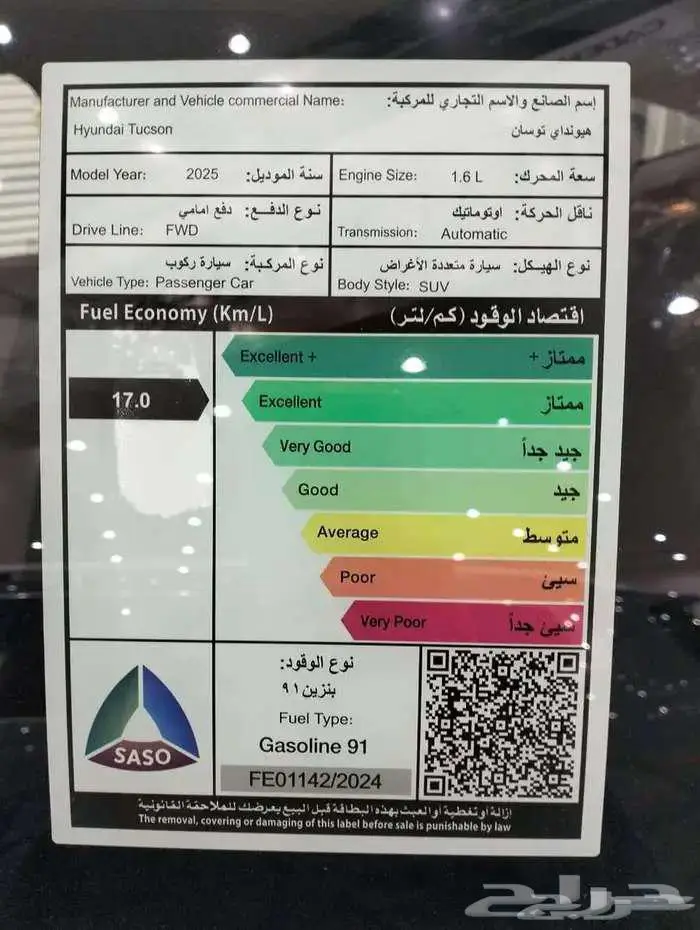 Manufacturer and Vehicle commercial Name: إسم الصانع والاسم التجاري للمركبة:
Hyundai Tucson هيونداي توسان
Model Year: 2025 سنة الموديل:
Engine Size: 1.6 L سعة المحرك:
نوع الدفع: دفع امامي
Drive Line: FWD
ناقل الحركة: اوتوماتيك
Transmission: Automatic
نوع المركبة: سيارة ركوب
Vehicle Type: Passenger Car
نوع الهيكل: سيارة متعددة الأغراض
Body Style: SUV
Fuel Economy (Km/L) اقتصاد الوقود (كم/لتر)
Excellent + ممتاز +
17.0
Excellent ممتاز
Very Good جيد جداً
Good جيد
Average متوسط
Poor سيئ
Very Poor سيئ جداً
SASO
نوع الوقود:
بنزين ٩١
Fuel Type:
Gasoline 91
FE01142/2024
إزالة أو تغطية أو العبث بهذه البطاقة قبل البيع يعرضك للملاحقة القانونية
The removal, covering or damaging of this label before sale is punishable by law
حراج